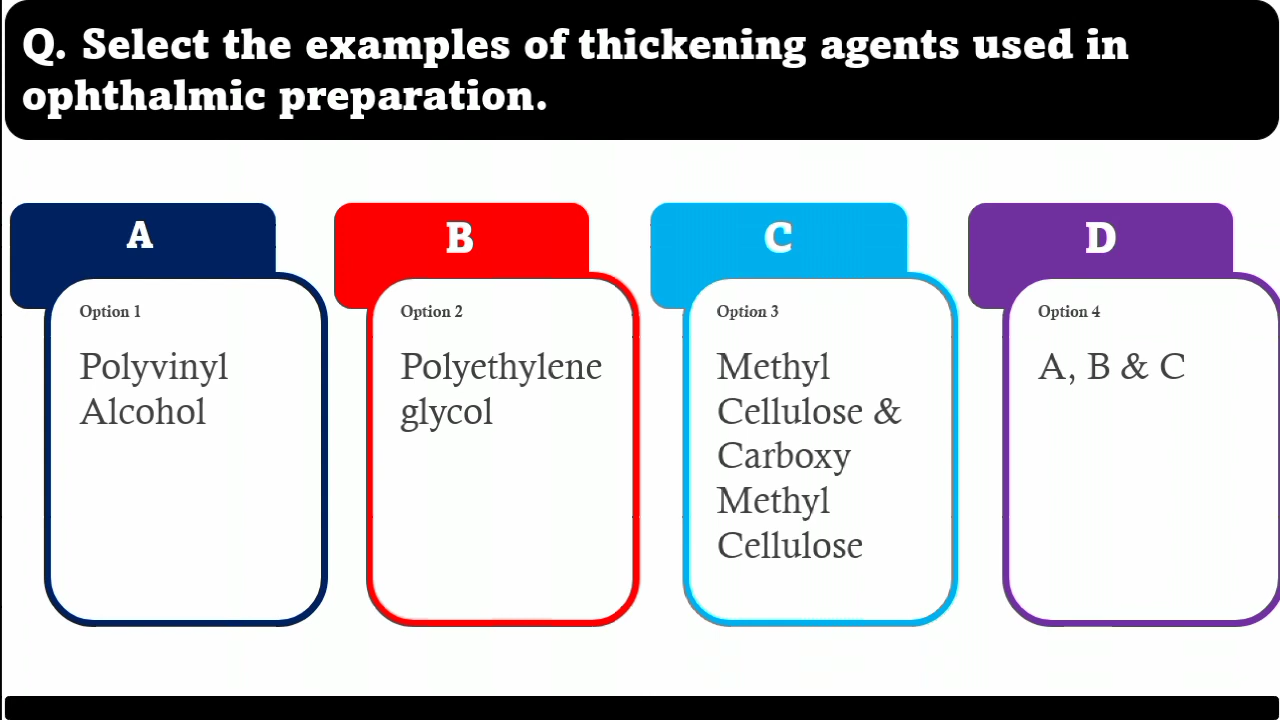 Q. Select the examples of thickening agents used in
ophthalmic preparation.
A
Option 1
Polyvinyl
Alcohol
B
Option 2
Polyethylene
glycol
C
Option 3
Methyl
Cellulose &
Carboxy
Methyl
Cellulose
D
Option 4
A, B & C